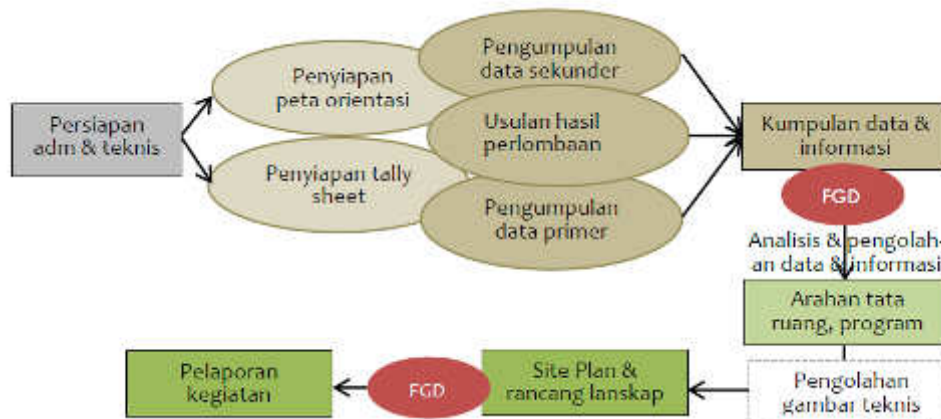 Persiapan
adm & teknis
Penyiapan
peta orientasi
Penyiapan tally
sheet
Pengumpulan
data sekunder
Usulan hasil
perlombaan
Pengumpulan
data primer
Kumpulan data &
informasi
FGD
Analisis & pengolah-
an data & informasi
Arahan tata
ruang, program
Pengolahan
gambar teknis
Site Plan &
rancang lanskap
FGD
Pelaporan
kegiatan